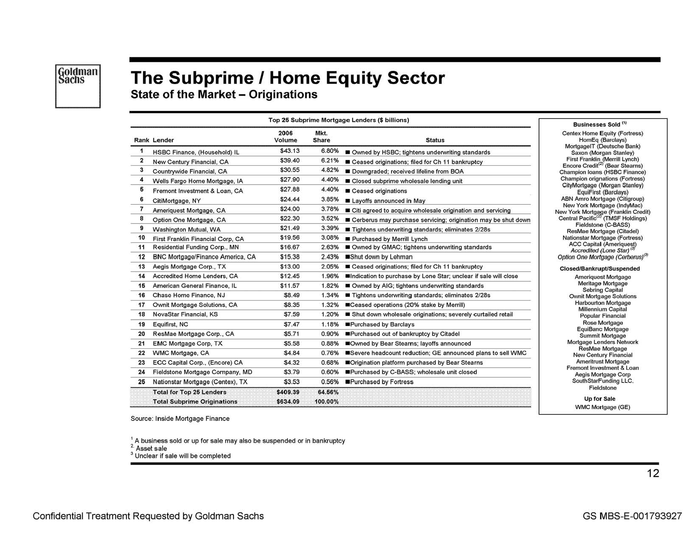 Goldman
Sachs
The Subprime / Home Equity Sector
State of the Market – Originations
Top 25 Subprime Mortgage Lenders ($ billions)
2006 Mkt.
Rank Lender Volume Share Status
1 HSBC Finance, (Household) IL $43.13 6.80% ■ Owned by HSBC; tightens underwriting standards
2 New Century Financial, CA $39.40 6.21% ■ Ceased originations; filed for Ch 11 bankruptcy
3 Countrywide Financial, CA $30.55 4.82% ■ Downgraded; received lifeline from BOA
4 Wells Fargo Home Mortgage, IA $27.90 4.40% ■ Closed subprime wholesale lending unit
5 Fremont Investment & Loan, CA $27.88 4.40% ■ Ceased originations
6 CitiMortgage, NY $24.44 3.85% ■ Layoffs announced in May
7 Ameriquest Mortgage, CA $24.00 3.78% ■ Citi agreed to acquire wholesale origination and servicing
8 Option One Mortgage, CA $22.30 3.52% ■ Cerberus may purchase servicing; origination may be shut down
9 Washington Mutual, WA $21.49 3.39% ■ Tightens underwriting standards; eliminates 2/28s
10 First Franklin Financial Corp, CA $19.56 3.08% ■ Purchased by Merrill Lynch
11 Residential Funding Corp., MN $16.67 2.63% ■ Owned by GMAC; tightens underwriting standards
12 BNC Mortgage/Finance America, CA $15.38 2.43% ■Shut down by Lehman
13 Aegis Mortgage Corp., TX $13.00 2.05% ■ Ceased originations; filed for Ch 11 bankruptcy
14 Accredited Home Lenders, CA $12.45 1.96% ■Indication to purchase by Lone Star; unclear if sale will close
15 American General Finance, IL $11.57 1.82% ■ Owned by AIG; tightens underwriting standards
16 Chase Home Finance, NJ $8.49 1.34% ■ Tightens underwriting standards; eliminates 2/28s
17 Ownit Mortgage Solutions, CA $8.35 1.32% ■Ceased operations (20% stake by Merrill)
18 NovaStar Financial, KS $7.59 1.20% ■ Shut down wholesale originations; severely curtailed retail
19 Equifirst, NC $7.47 1.18% ■Purchased by Barclays
20 ResMae Mortgage Corp., CA $5.71 0.90% ■Purchased out of bankruptcy by Citadel
21 EMC Mortgage Corp, TX $5.58 0.88% ■Owned by Bear Stearns; layoffs announced
22 WMC Mortgage, CA $4.84 0.76% ■Severe headcount reduction; GE announced plans to sell WMC
23 ECC Capital Corp., (Encore) CA $4.32 0.68% ■Origination platform purchased by Bear Stearns
24 Fieldstone Mortgage Company, MD $3.79 0.60% ■Purchased by C-BASS; wholesale unit closed
25 Nationstar Mortgage (Centex), TX $3.53 0.56% ■Purchased by Fortress
Total for Top 25 Lenders $409.39 64.56%
Total Subprime Originations $634.09 100.00%
Businesses Sold (1)
Centex Home Equity (Fortress)
HomEq (Barclays)
MortgageIT (Deutsche Bank)
Saxon (Morgan Stanley)
First Franklin (Merrill Lynch)
Encore Credit(2) (Bear Stearns)
Champion loans (HSBC Finance)
Champion orignations (Fortress)
CityMortgage (Morgan Stanley)
EquiFirst (Barclays)
ABN Amro Mortgage (Citigroup)
New York Mortgage (IndyMac)
New York Mortgage (Franklin Credit)
Central Pacific(2) (TMSF Holdings)
Fieldstone (C-BASS)
ResMae Mortgage (Citadel)
Nationstar Mortgage (Fortress)
ACC Capital (Ameriquest)
Accredited (Lone Star) (3)
Option One Mortgage (Cerberus)(3)
Closed/Bankrupt/Suspended
Ameriquest Mortgage
Meritage Mortgage
Sebring Capital
Ownit Mortgage Solutions
Harbourton Mortgage
Millennium Capital
Popular Financial
Rose Mortgage
EquiBanc Mortgage
Summit Mortgage
Mortgage Lenders Network
ResMae Mortgage
New Century Financial
Ameritrust Mortgage
Fremont Investment & Loan
Aegis Mortgage Corp
SouthStarFunding LLC.
Fieldstone
Up for Sale
WMC Mortgage (GE)
Source: Inside Mortgage Finance
1 A business sold or up for sale may also be suspended or in bankruptcy
2. Asset sale
3 Unclear if sale will be completed
12
Confidential Treatment Requested by Goldman Sachs GS MBS-E-001793927